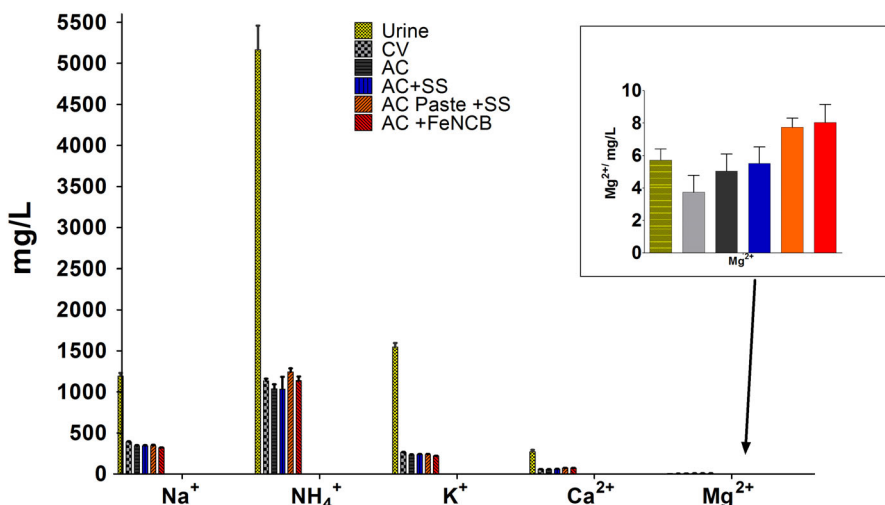 5500
5000
4500
4000
3500
3000
2500
2000
1500
1000
500
0
mg/L
Urine
CV
AC
AC+SS
AC Paste +SS
AC +FeNCB
10
8
6
4
2
0
Mg²⁺/ mg/L
Mg²⁺
Na⁺ NH₄⁺ K⁺ Ca²⁺ Mg²⁺